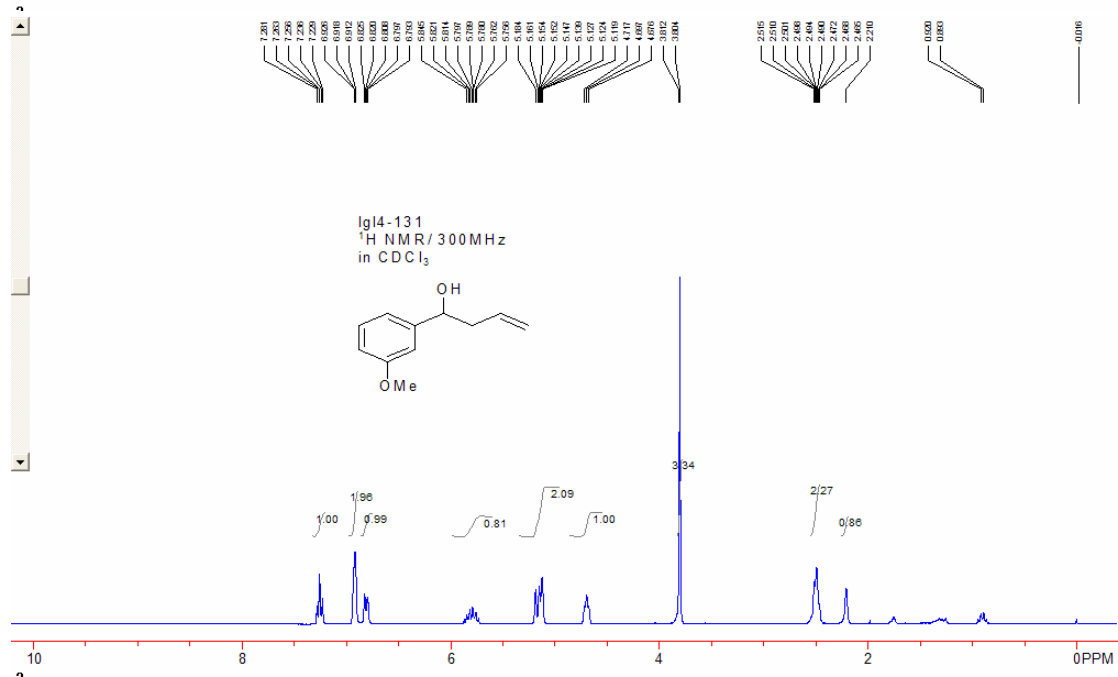 7.281 7.263 7.256 7.236 7.229 6.926 6.918 6.912 6.825 6.820 6.808 6.797 6.793 5.845 5.821 5.814 5.797 5.789 5.780 5.762 5.756 5.184 5.161 5.154 5.152 5.147 5.139 5.127 5.124 5.119 4.717 4.697 4.676 3.812 3.804 2.515 2.510 2.501 2.498 2.494 2.490 2.472 2.468 2.465 2.210 0.920 0.893 -0.016
lgl4-131
1H NMR/ 300MHz
in CDCl3
OH
OMe
1.00 1.96 0.99 0.81 2.09 1.00 3.34 2.27 0.86
10 8 6 4 2 0PPM